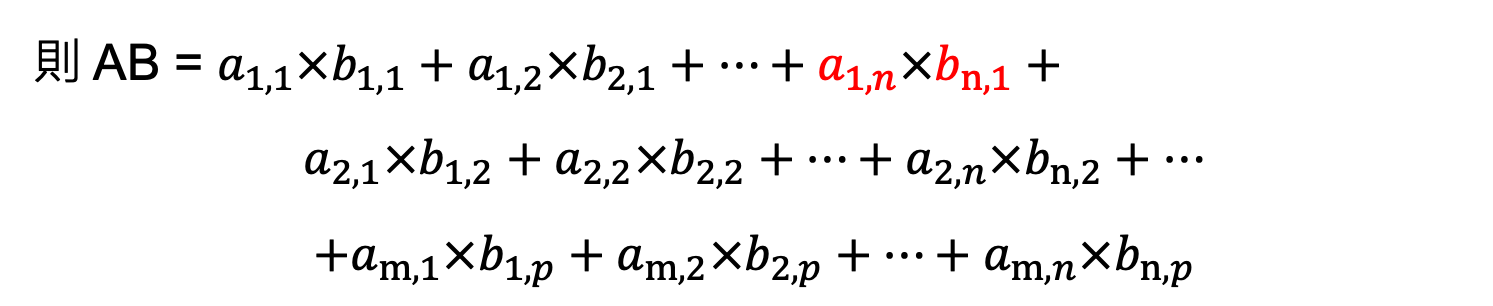 則 AB = a₁,₁×b₁,₁ + a₁,₂×b₂,₁ + ⋯ + a₁,ₙ×bₙ,₁ +
a₂,₁×b₁,₂ + a₂,₂×b₂,₂ + ⋯ + a₂,ₙ×bₙ,₂ + ⋯
+aₘ,₁×b₁,ₚ + aₘ,₂×b₂,ₚ + ⋯ + aₘ,ₙ×bₙ,ₚ